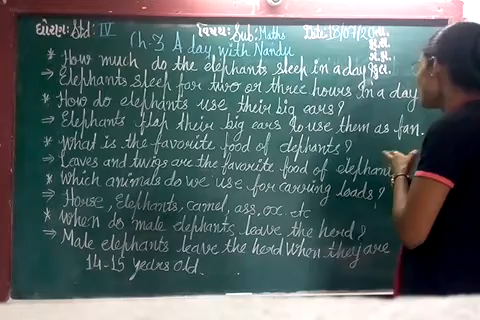 ધોરણ: Std: IV વિષય: Sub: Maths Date: 18/07/20
Ch-3 A day with Nandu
* How much do the elephants sleep in a day?
⇒ Elephants sleep for two or three hours in a day
* How do elephants use their big ears?
⇒ Elephants flap their big ears to use them as fan.
* What is the favorite food of elephants?
⇒ Leaves and twigs are the favorite food of elephant
* Which animals do we use for carrying loads?
⇒ Horse, Elephants, camel, ass, ox etc
* When do male elephants leave the herd?
⇒ Male elephants leave the herd when they are
14-15 years old.